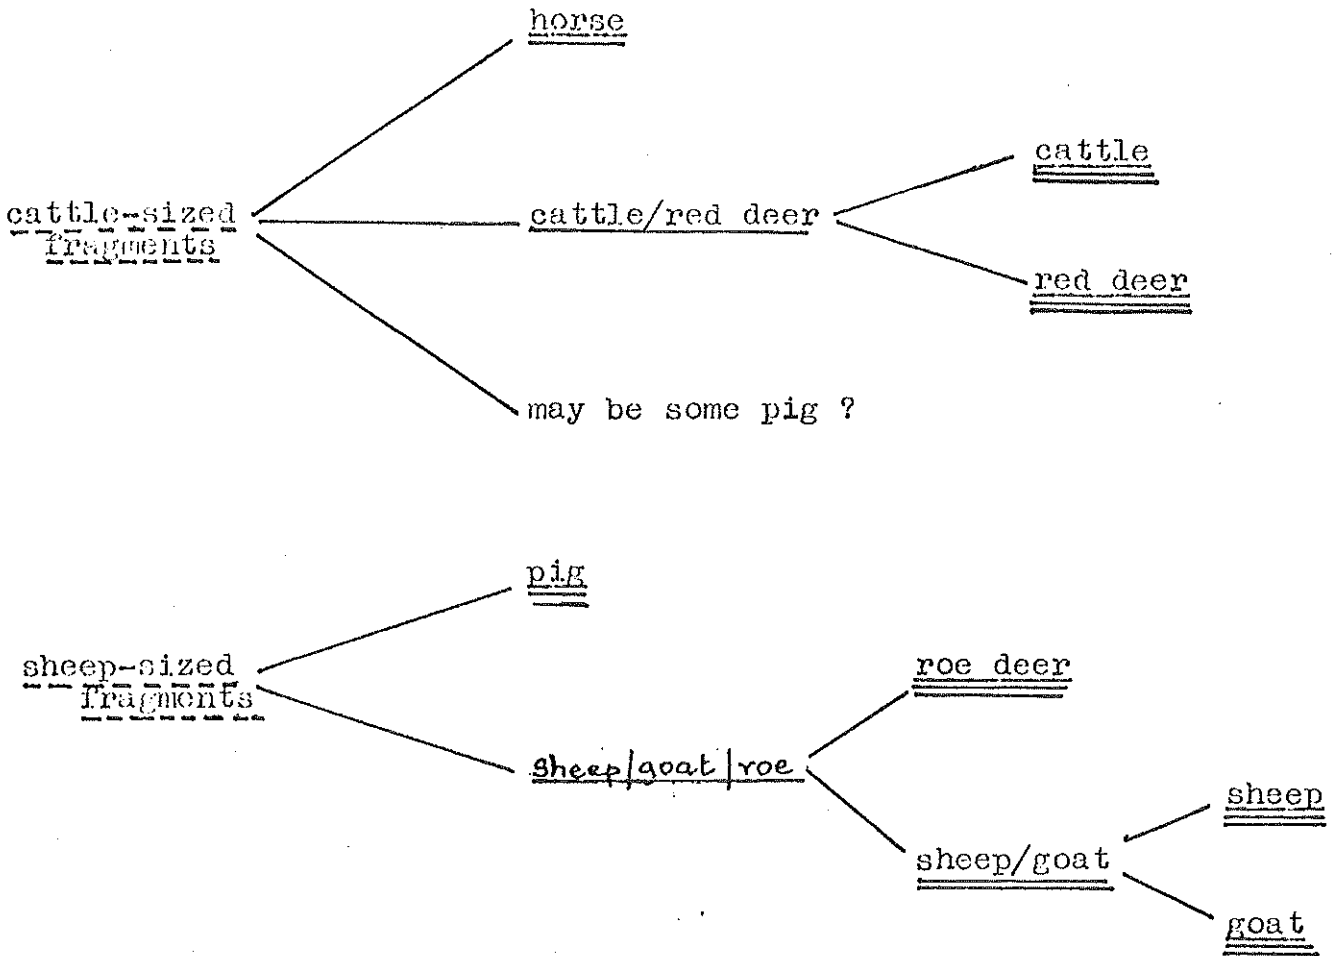 horse
cattle
cattle-sized
fragments
cattle/red deer
red deer
may be some pig ?
pig
sheep-sized
fragments
roe deer
sheep/goat/roe
sheep
sheep/goat
goat